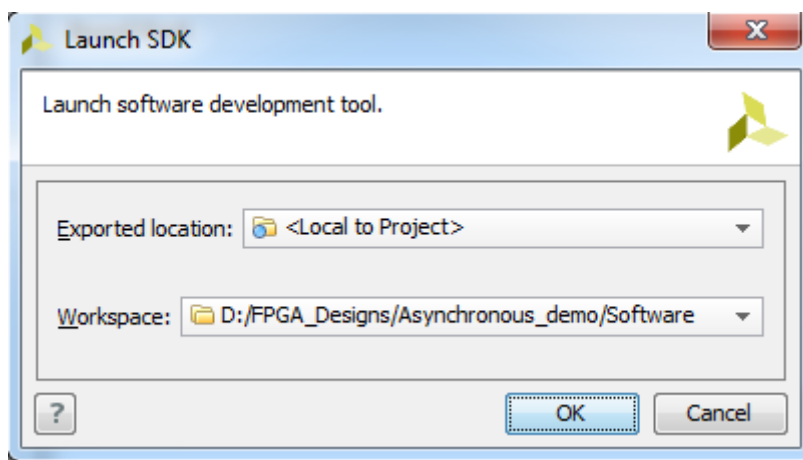 Launch SDK
Launch software development tool.
Exported location: <Local to Project>
Workspace: D:/FPGA_Designs/Asynchronous_demo/Software
? OK Cancel